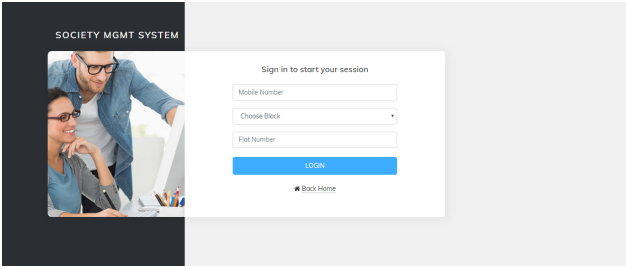 SOCIETY MGMT SYSTEM
Sign in to start your session
Mobile Number
Choose Block
Flat Number
LOGIN
Back Home